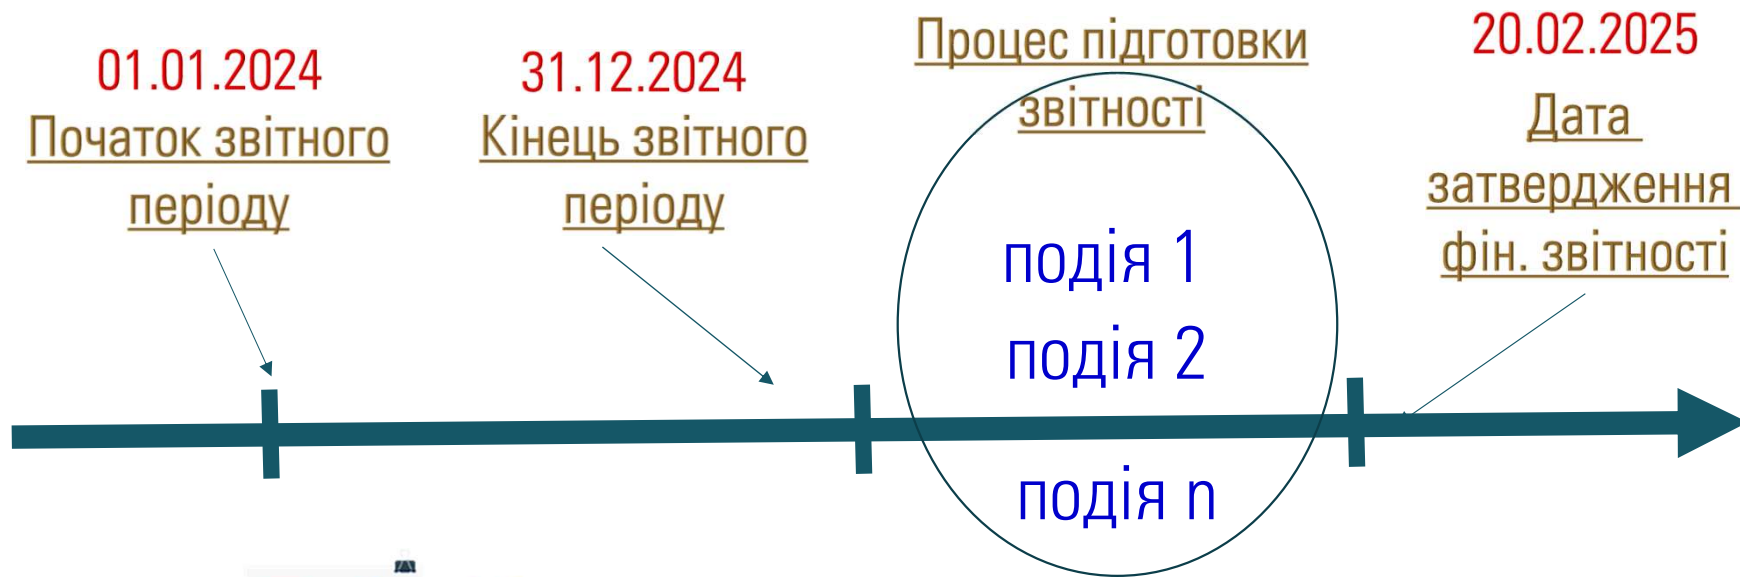 01.01.2024
Початок звітного
періоду
31.12.2024
Кінець звітного
періоду
Процес підготовки
звітності
подія 1
подія 2
подія n
20.02.2025
Дата
затвердження
фін. звітності